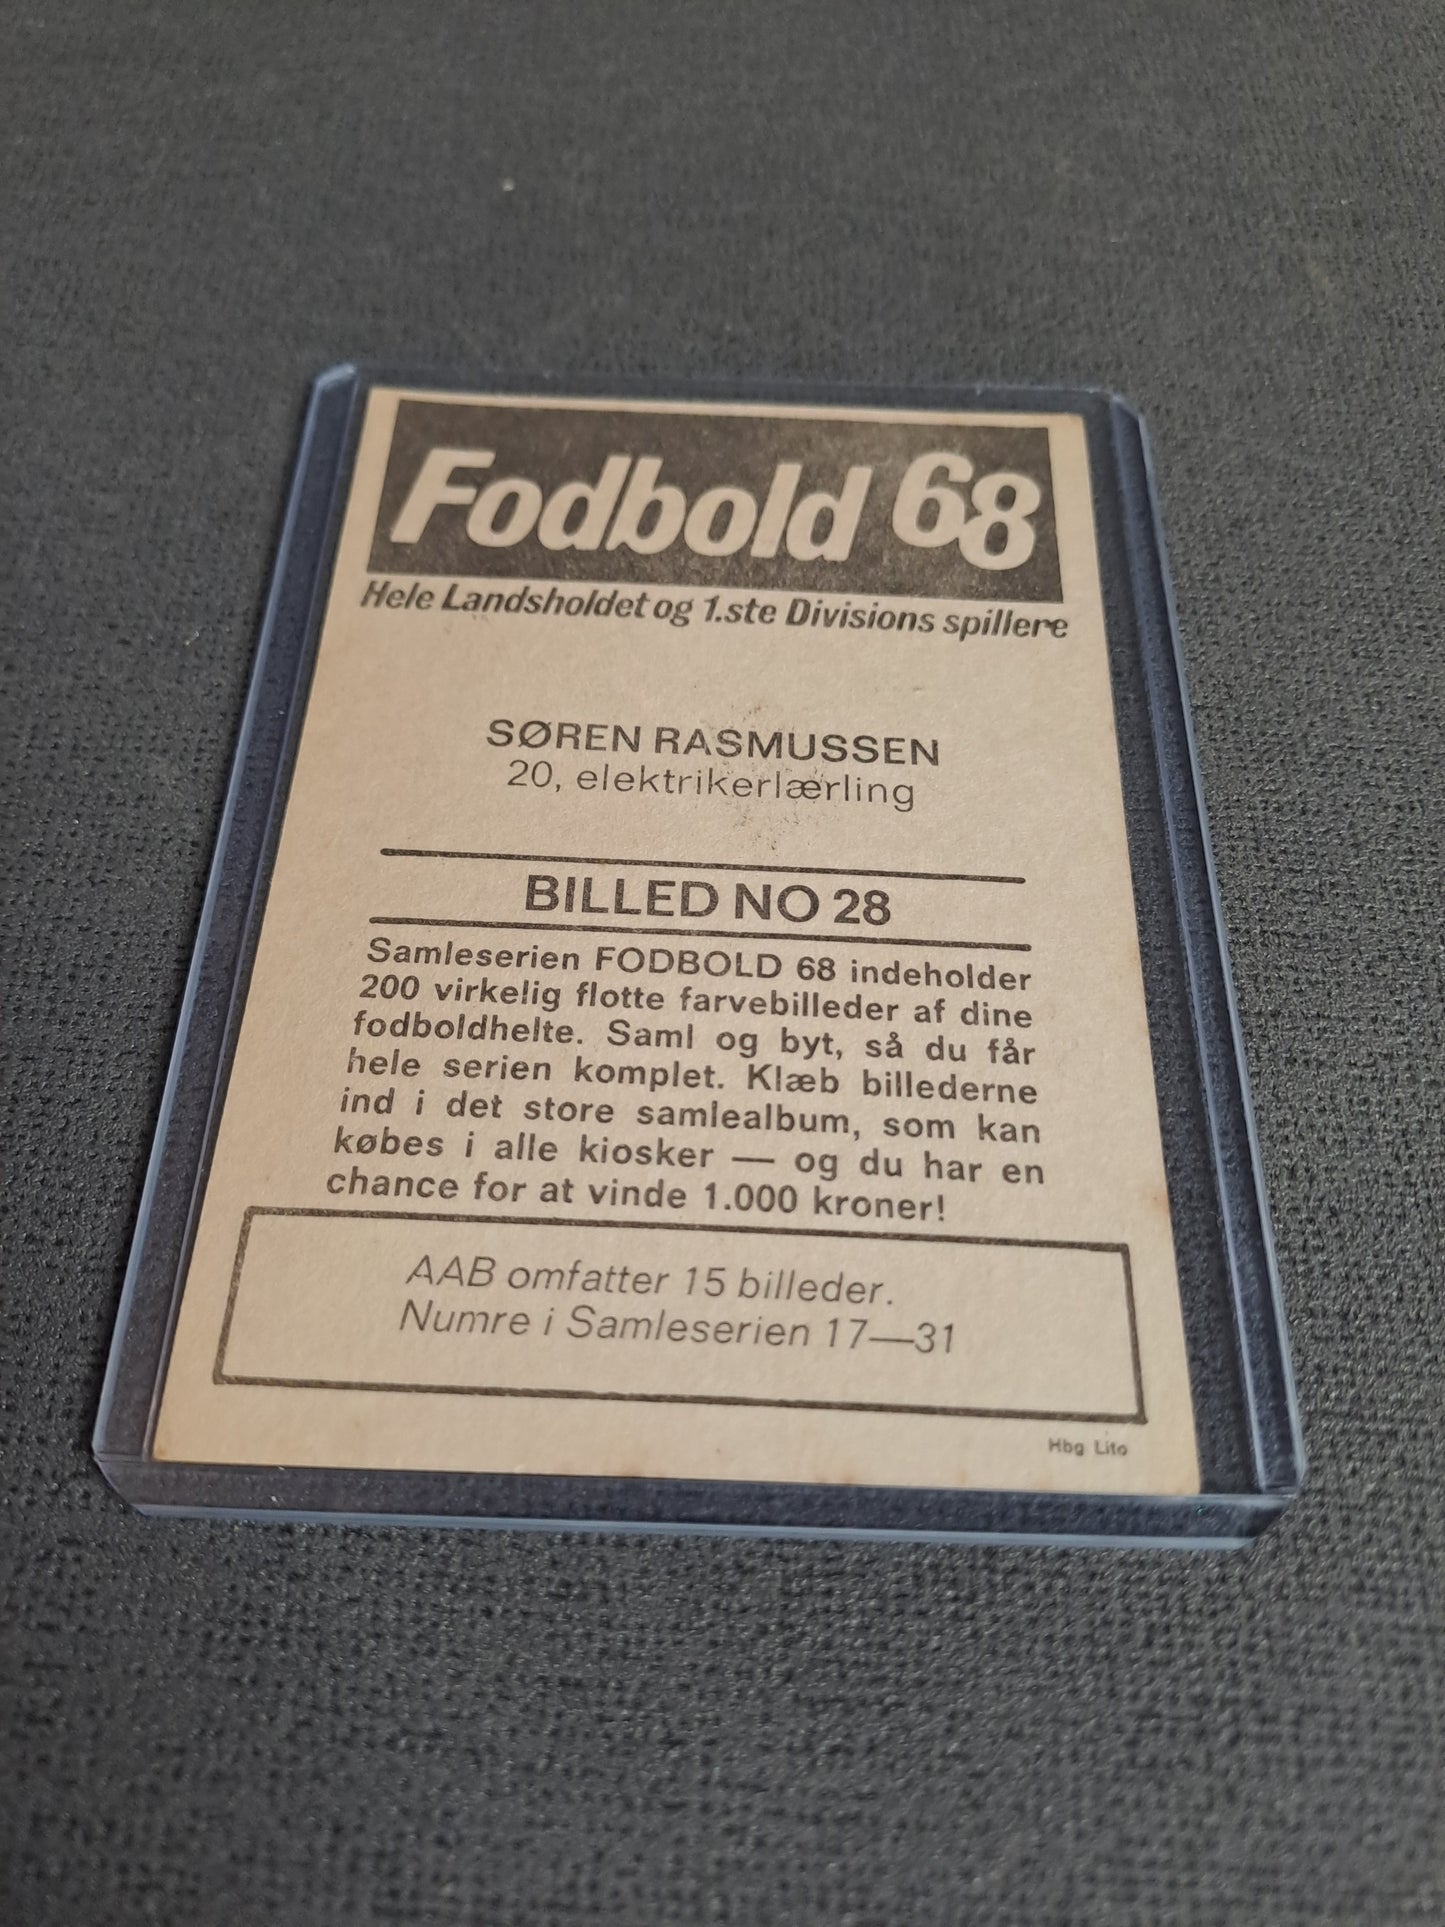 Fodbold 68
Hele Landsholdet og 1.ste Divisions spillere
SØREN RASMUSSEN
20, elektrikerlærling
BILLED NO 28
Samleserien FODBOLD 68 indeholder
200 virkelig flotte farvebilleder af dine
fodboldhelte. Saml og byt, så du får
hele serien komplet. Klæb billederne
ind i det store samlealbum, som kan
købes i alle kiosker — og du har en
chance for at vinde 1.000 kroner!
AAB omfatter 15 billeder.
Numre i Samleserien 17—31
Hbg Lito